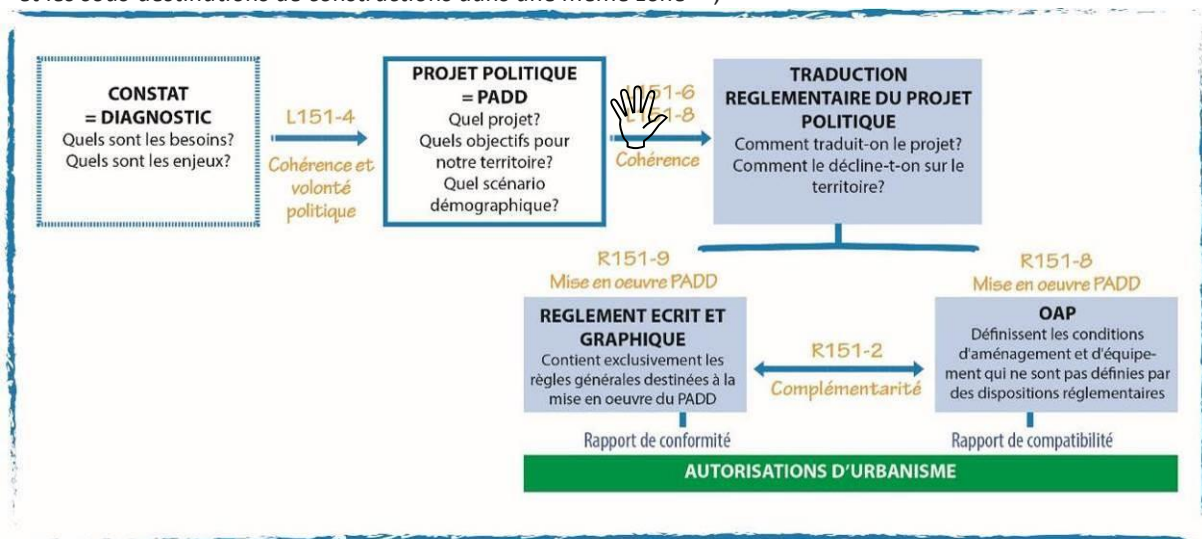 CONSTAT
= DIAGNOSTIC
Quels sont les besoins?
Quels sont les enjeux?
L151-4
Cohérence et
volonté
politique
PROJET POLITIQUE
= PADD
Quel projet?
Quels objectifs pour
notre territoire?
Quel scénario
démographique?
Cohérence
TRADUCTION
REGLEMENTAIRE DU PROJET
POLITIQUE
Comment traduit-on le projet?
Comment le décline-t-on sur le
territoire?
R151-9
Mise en oeuvre PADD
REGLEMENT ECRIT ET
GRAPHIQUE
Contient exclusivement les
règles générales destinées à la
mise en oeuvre du PADD
R151-2
Complémentarité
R151-8
Mise en oeuvre PADD
OAP
Définissent les conditions
d'aménagement et d'équipe-
ment qui ne sont pas définies par
des dispositions réglementaires
Rapport de conformité
Rapport de compatibilité
AUTORISATIONS D'URBANISME